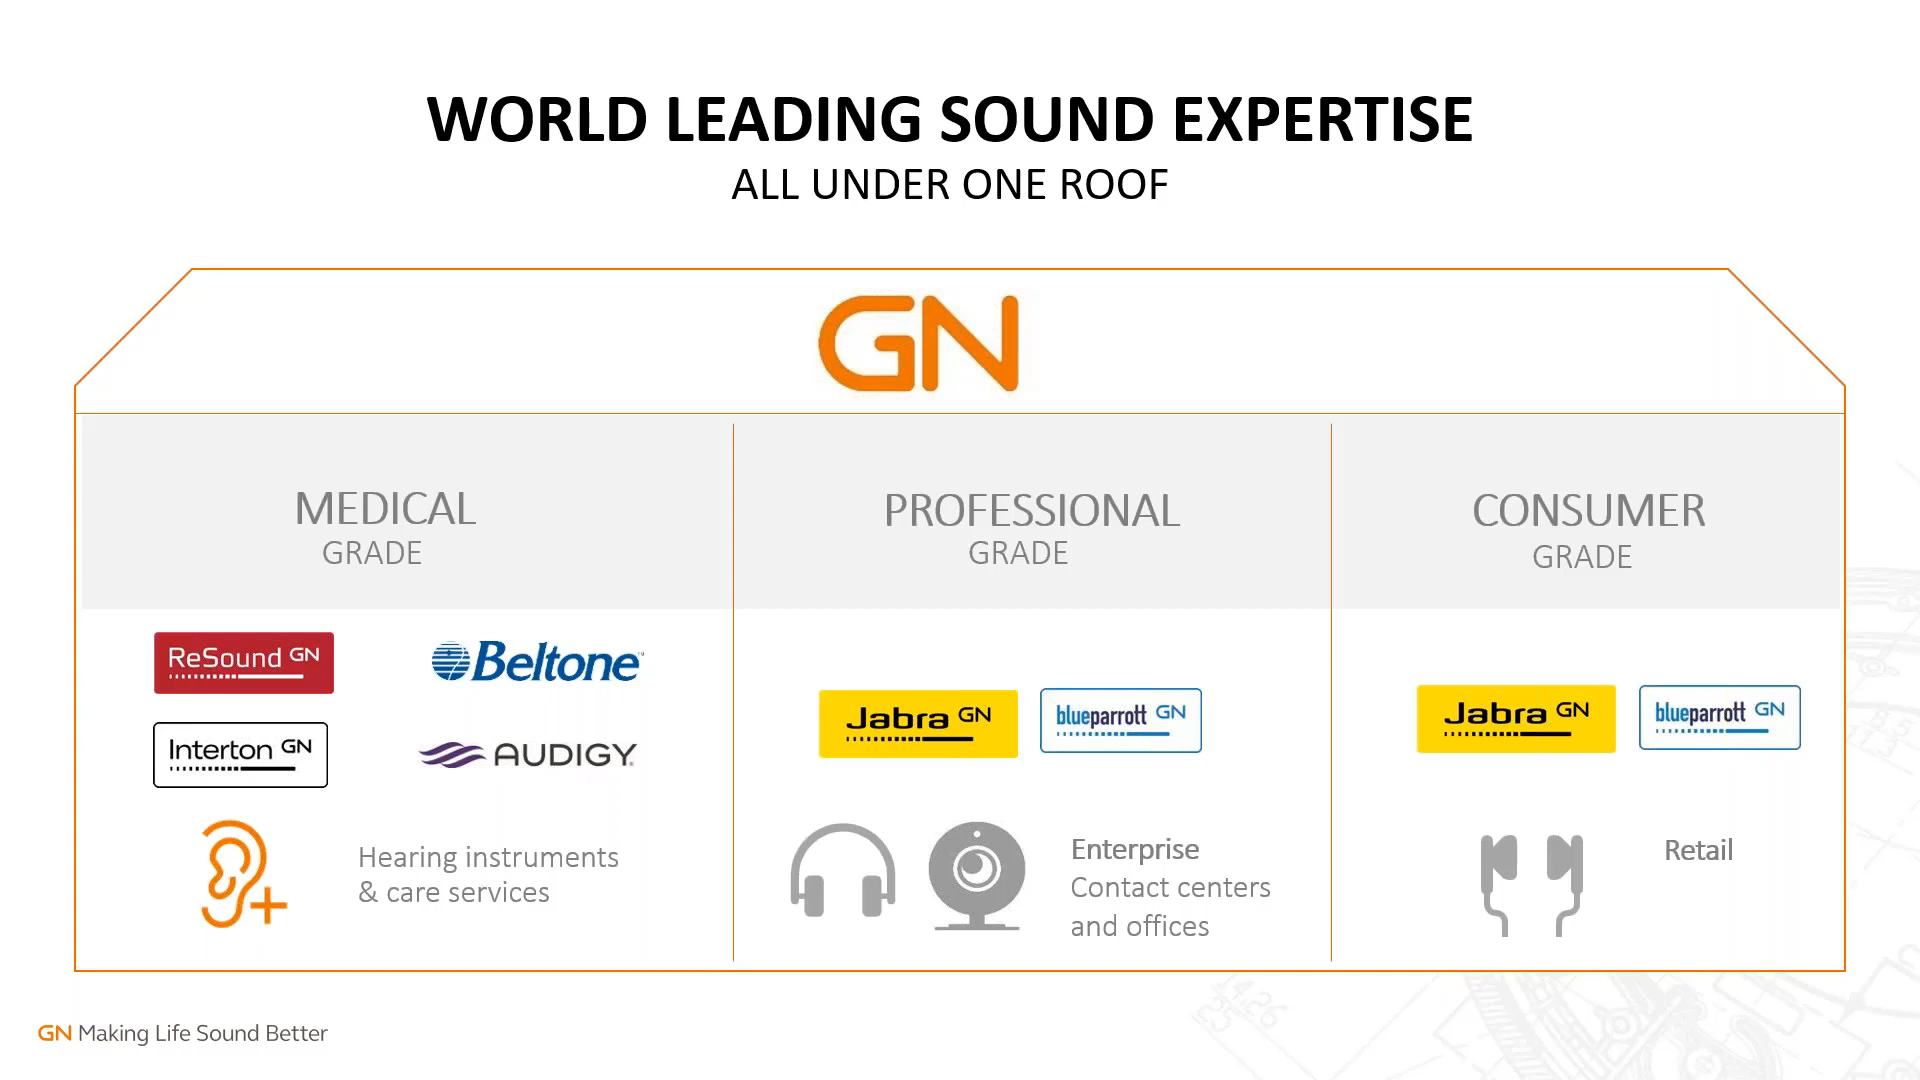 WORLD LEADING SOUND EXPERTISE
ALL UNDER ONE ROOF
GN
MEDICAL
GRADE
ReSound GN
Beltone™
Interton GN
AUDIGY
Hearing instruments
& care services
PROFESSIONAL
GRADE
Jabra GN
blueparrott GN
Enterprise
Contact centers
and offices
CONSUMER
GRADE
Jabra GN
blueparrott GN
Retail
GN Making Life Sound Better